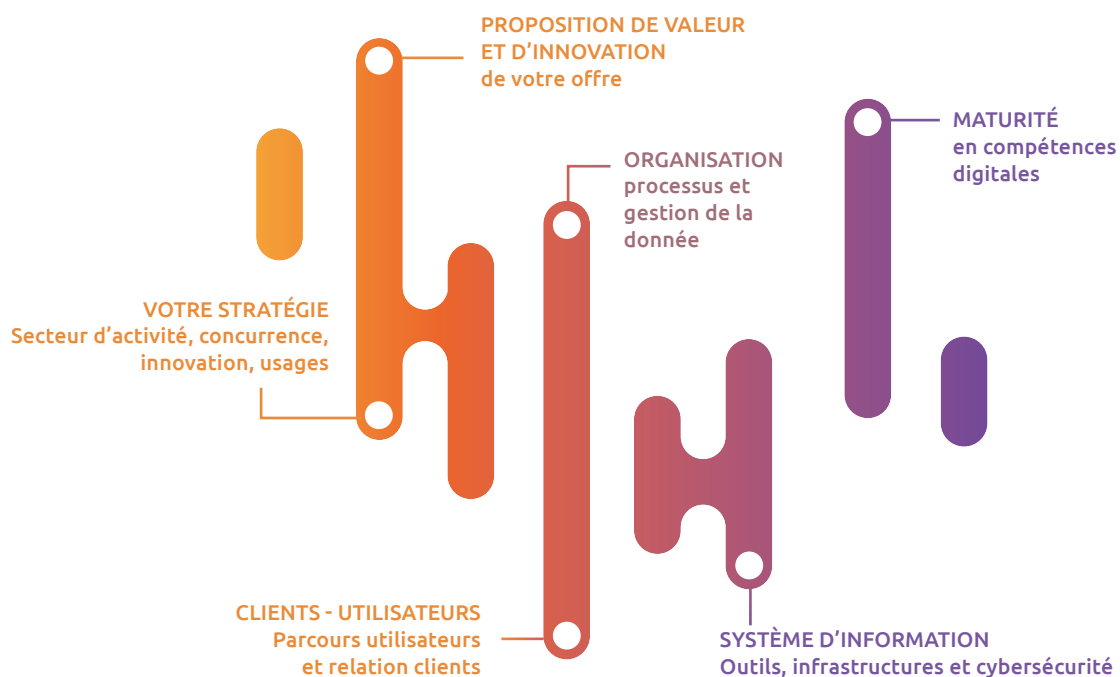 PROPOSITION DE VALEUR
ET D’INNOVATION
de votre offre
MATURITÉ
en compétences
digitales
ORGANISATION
processus et
gestion de la
donnée
VOTRE STRATÉGIE
Secteur d’activité, concurrence,
innovation, usages
CLIENTS - UTILISATEURS
Parcours utilisateurs
et relation clients
SYSTÈME D’INFORMATION
Outils, infrastructures et cybersécurité